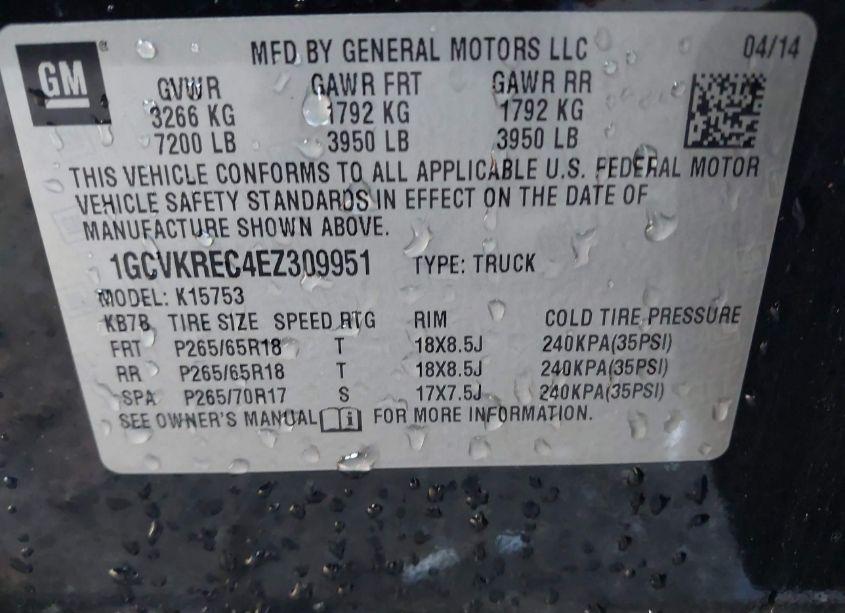 GM
MFD BY GENERAL MOTORS LLC 04/14
GVWR GAWR FRT GAWR RR
3266 KG 1792 KG 1792 KG
7200 LB 3950 LB 3950 LB
THIS VEHICLE CONFORMS TO ALL APPLICABLE U.S. FEDERAL MOTOR
VEHICLE SAFETY STANDARDS IN EFFECT ON THE DATE OF
MANUFACTURE SHOWN ABOVE.
1GCVKREC4EZ309951 TYPE: TRUCK
MODEL: K15753
KB7B TIRE SIZE SPEED RTG RIM COLD TIRE PRESSURE
FRT P265/65R18 T 18X8.5J 240KPA(35PSI)
RR P265/65R18 T 18X8.5J 240KPA(35PSI)
SPA P265/70R17 S 17X7.5J 240KPA(35PSI)
SEE OWNER'S MANUAL i FOR MORE INFORMATION.